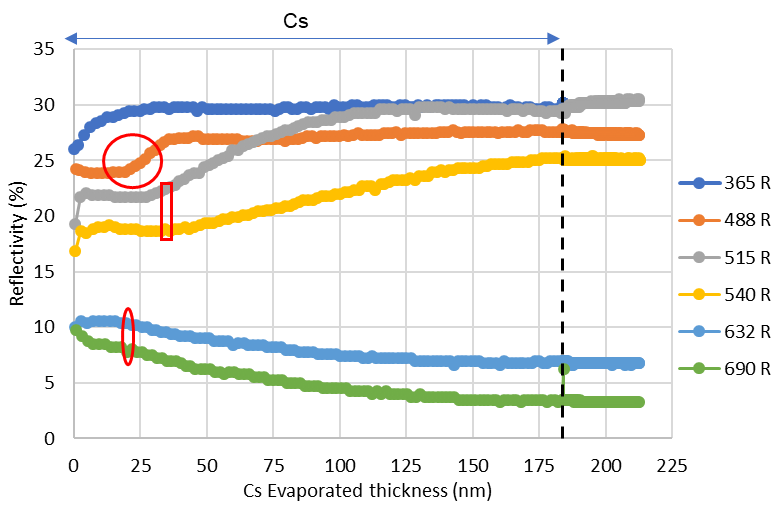 Cs
35
30
25
20
15
10
5
0
Reflectivity (%)
0 25 50 75 100 125 150 175 200 225
Cs Evaporated thickness (nm)
365 R
488 R
515 R
540 R
632 R
690 R